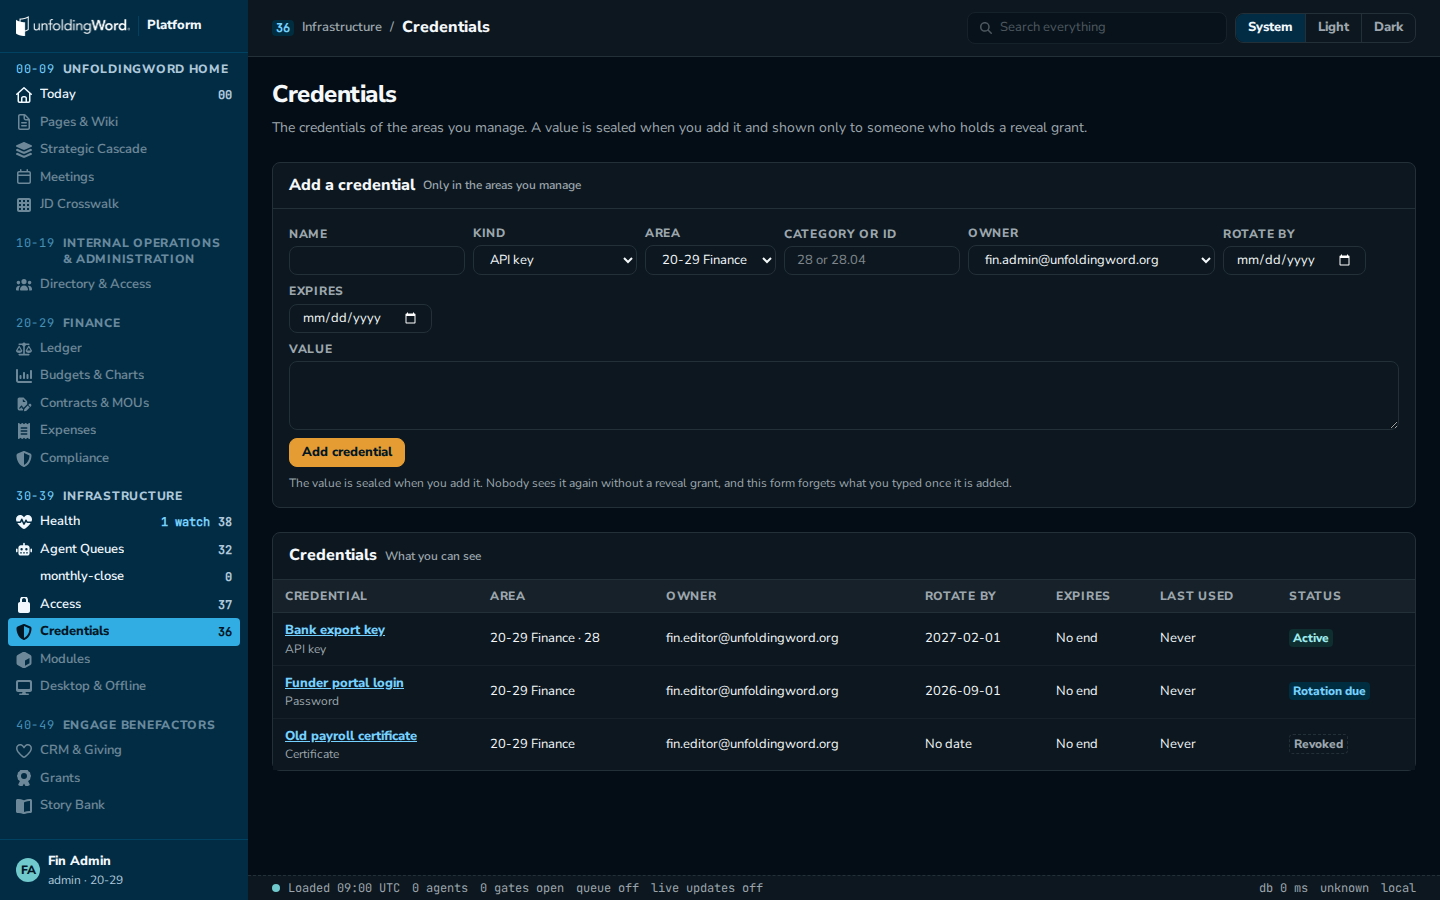 unfoldingWord Platform
00-09 UNFOLDINGWORD HOME
Today 00
Pages & Wiki
Strategic Cascade
Meetings
JD Crosswalk
10-19 INTERNAL OPERATIONS
& ADMINISTRATION
Directory & Access
20-29 FINANCE
Ledger
Budgets & Charts
Contracts & MOUs
Expenses
Compliance
30-39 INFRASTRUCTURE
Health 1 watch 38
Agent Queues 32
monthly-close 0
Access 37
Credentials 36
Modules
Desktop & Offline
40-49 ENGAGE BENEFACTORS
CRM & Giving
Grants
Story Bank
FA Fin Admin
admin · 20-29
36 Infrastructure / Credentials
Search everything
System Light Dark
Credentials
The credentials of the areas you manage. A value is sealed when you add it and shown only to someone who holds a reveal grant.
Add a credential Only in the areas you manage
NAME KIND AREA CATEGORY OR ID OWNER ROTATE BY
API key 20-29 Finance 28 or 28.04 fin.admin@unfoldingword.org mm/dd/yyyy
EXPIRES
mm/dd/yyyy
VALUE
Add credential
The value is sealed when you add it. Nobody sees it again without a reveal grant, and this form forgets what you typed once it is added.
Credentials What you can see
CREDENTIAL AREA OWNER ROTATE BY EXPIRES LAST USED STATUS
Bank export key 20-29 Finance · 28 fin.editor@unfoldingword.org 2027-02-01 No end Never Active
API key
Funder portal login 20-29 Finance fin.editor@unfoldingword.org 2026-09-01 No end Never Rotation due
Password
Old payroll certificate 20-29 Finance fin.editor@unfoldingword.org No date No end Never Revoked
Certificate
Loaded 09:00 UTC 0 agents 0 gates open queue off live updates off db 0 ms unknown local